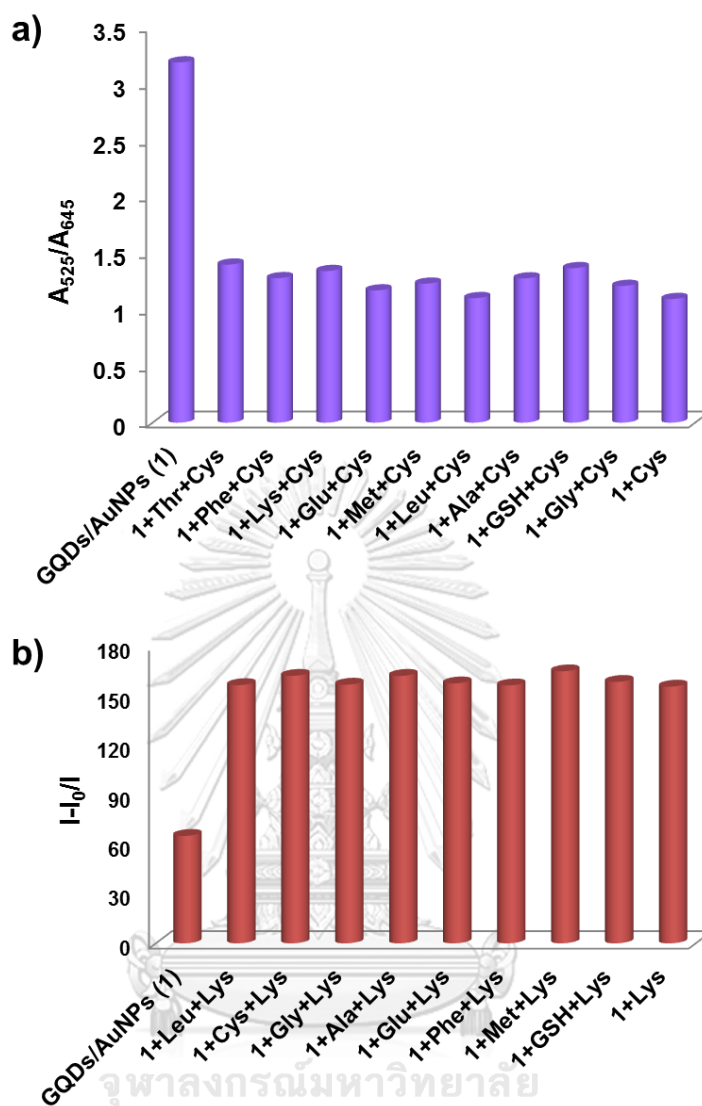 a)
3.5
3
2.5
2
1.5
1
0.5
0
A₅₂₅/A₆₄₅
GQDs/AuNPs (1)
1+Thr+Cys
1+Phe+Cys
1+Lys+Cys
1+Glu+Cys
1+Met+Cys
1+Leu+Cys
1+Ala+Cys
1+GSH+Cys
1+Gly+Cys
1+Cys
b)
180
150
120
90
60
30
0
I-I₀/I
GQDs/AuNPs (1)
1+Leu+Lys
1+Cys+Lys
1+Gly+Lys
1+Ala+Lys
1+Glu+Lys
1+Phe+Lys
1+Met+Lys
1+GSH+Lys
1+Lys
จุฬาลงกรณ์มหาวิทยาลัย